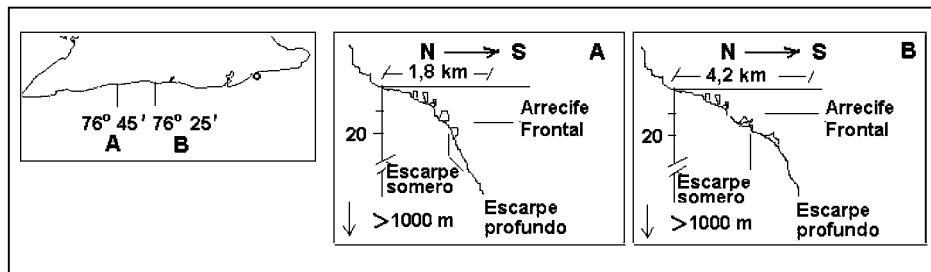 76º 45' 76º 25'
A B
N S A
1,8 km
20
Arrecife
Frontal
Escarpe
somero
>1000 m
Escarpe
profundo
N S B
4,2 km
20
Arrecife
Frontal
Escarpe
somero
>1000 m
Escarpe
profundo